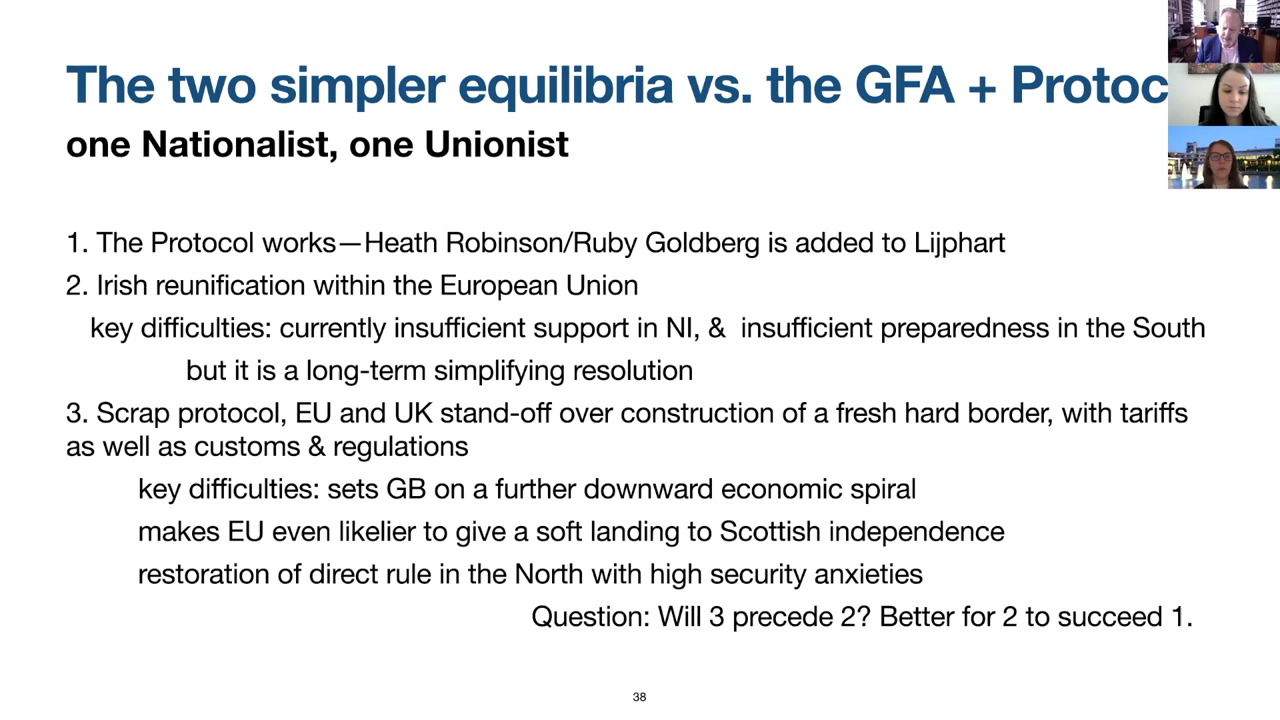 The two simpler equilibria vs. the GFA + Protoc
one Nationalist, one Unionist
1. The Protocol works—Heath Robinson/Ruby Goldberg is added to Lijphart
2. Irish reunification within the European Union
key difficulties: currently insufficient support in NI, & insufficient preparedness in the South
but it is a long-term simplifying resolution
3. Scrap protocol, EU and UK stand-off over construction of a fresh hard border, with tariffs
as well as customs & regulations
key difficulties: sets GB on a further downward economic spiral
makes EU even likelier to give a soft landing to Scottish independence
restoration of direct rule in the North with high security anxieties
Question: Will 3 precede 2? Better for 2 to succeed 1.
38